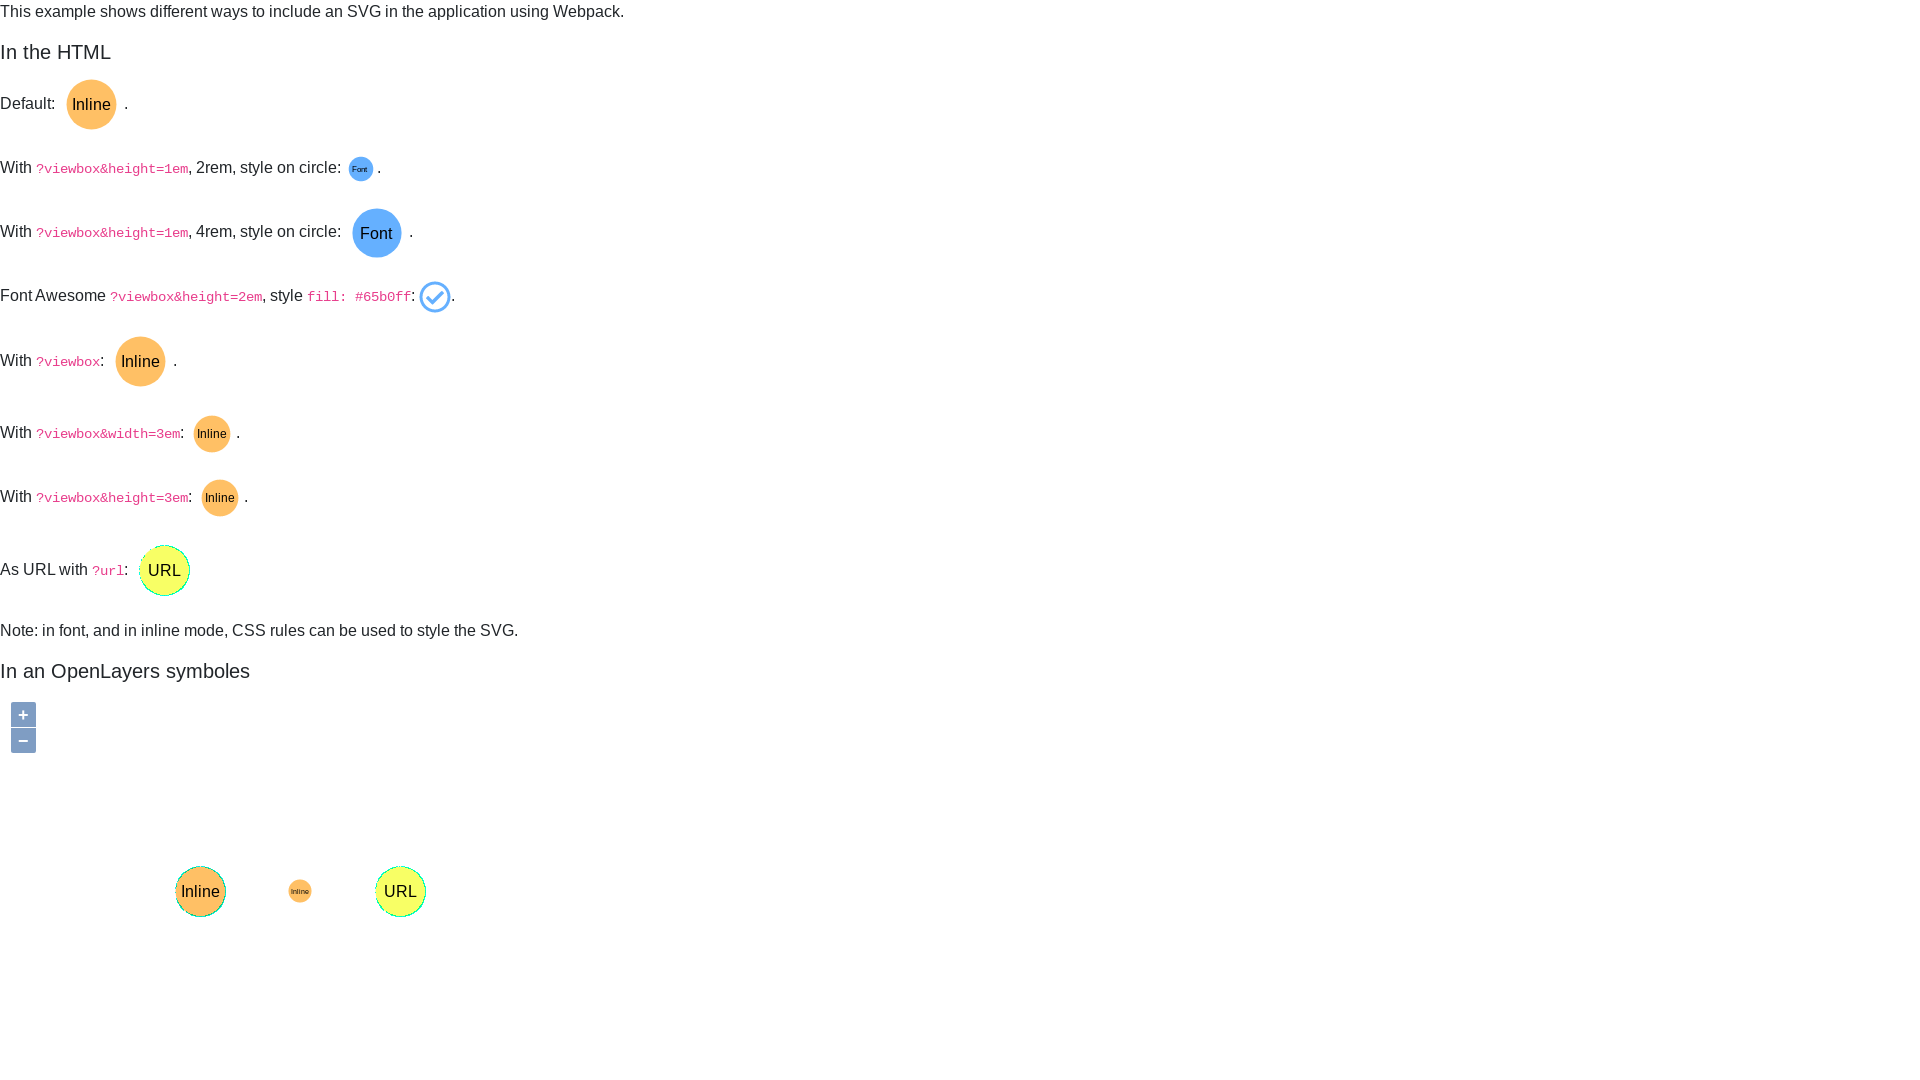 This example shows different ways to include an SVG in the application using Webpack.
In the HTML
Default: Inline .
With ?viewbox&height=1em, 2rem, style on circle: Font .
With ?viewbox&height=1em, 4rem, style on circle: Font .
Font Awesome ?viewbox&height=2em, style fill: #65b0ff: .
With ?viewbox: Inline .
With ?viewbox&width=3em: Inline .
With ?viewbox&height=3em: Inline .
As URL with ?url: URL
Note: in font, and in inline mode, CSS rules can be used to style the SVG.
In an OpenLayers symboles
+
−
Inline Inline URL